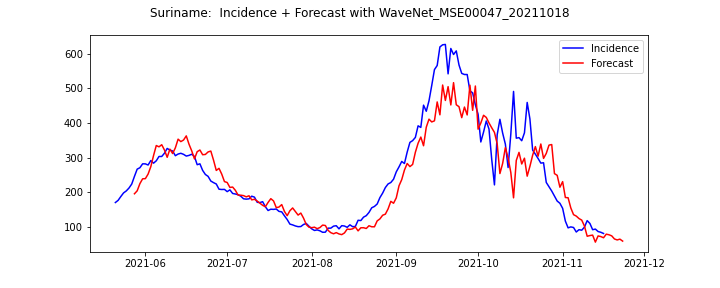 Suriname:  Incidence + Forecast with WaveNet_MSE00047_20211018
Incidence
Forecast
600
500
400
300
200
100
2021-06 2021-07 2021-08 2021-09 2021-10 2021-11 2021-12